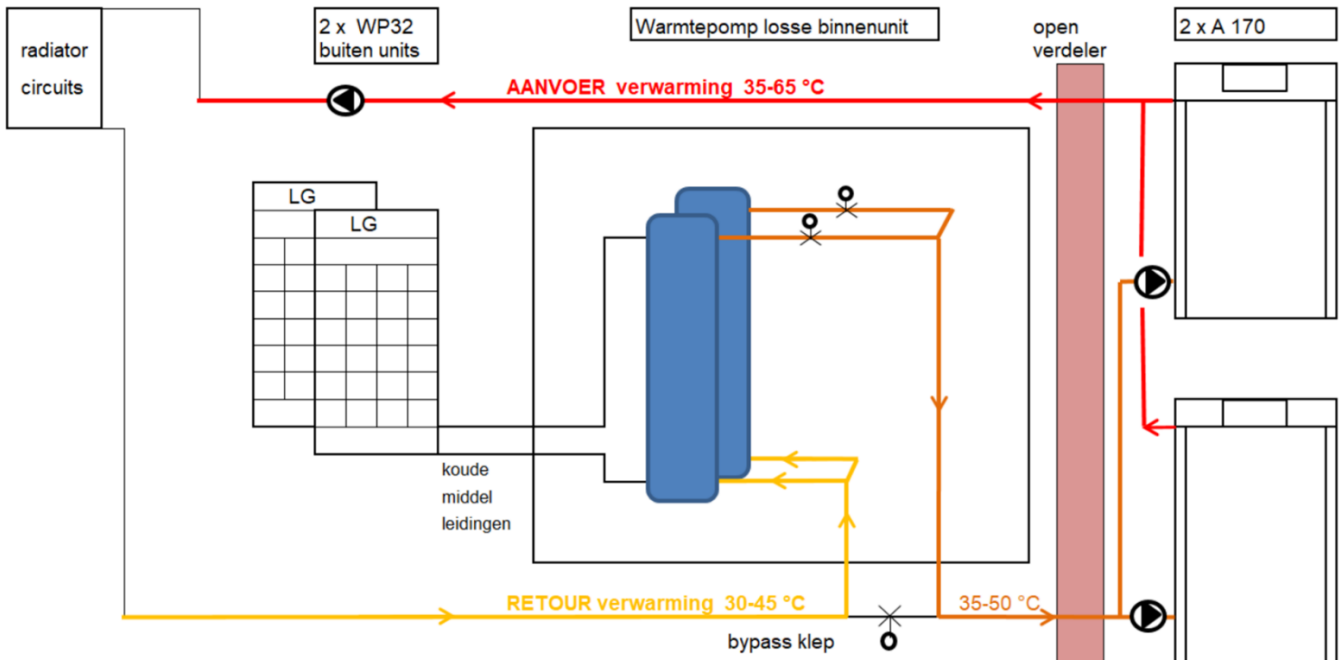 radiator
circuits
2 x WP32
buiten units
Warmtepomp losse binnenunit
open
verdeler
2 x A 170
AANVOER verwarming 35-65 °C
LG
LG
koude
middel
leidingen
RETOUR verwarming 30-45 °C
35-50 °C
bypass klep